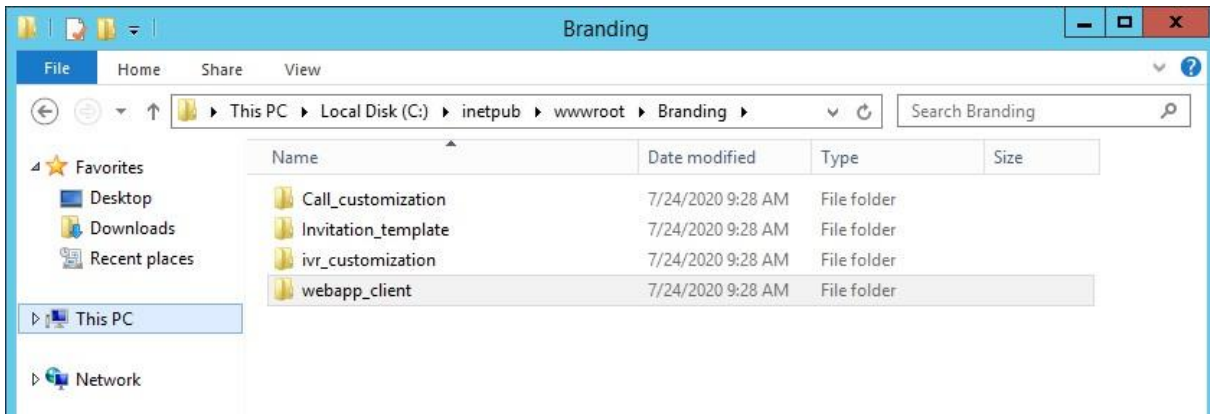 Branding
File Home Share View
This PC Local Disk (C:) inetpub wwwroot Branding Search Branding
Name Date modified Type Size
Favorites
Desktop
Downloads
Recent places
This PC
Network
Call_customization 7/24/2020 9:28 AM File folder
Invitation_template 7/24/2020 9:28 AM File folder
ivr_customization 7/24/2020 9:28 AM File folder
webapp_client 7/24/2020 9:28 AM File folder